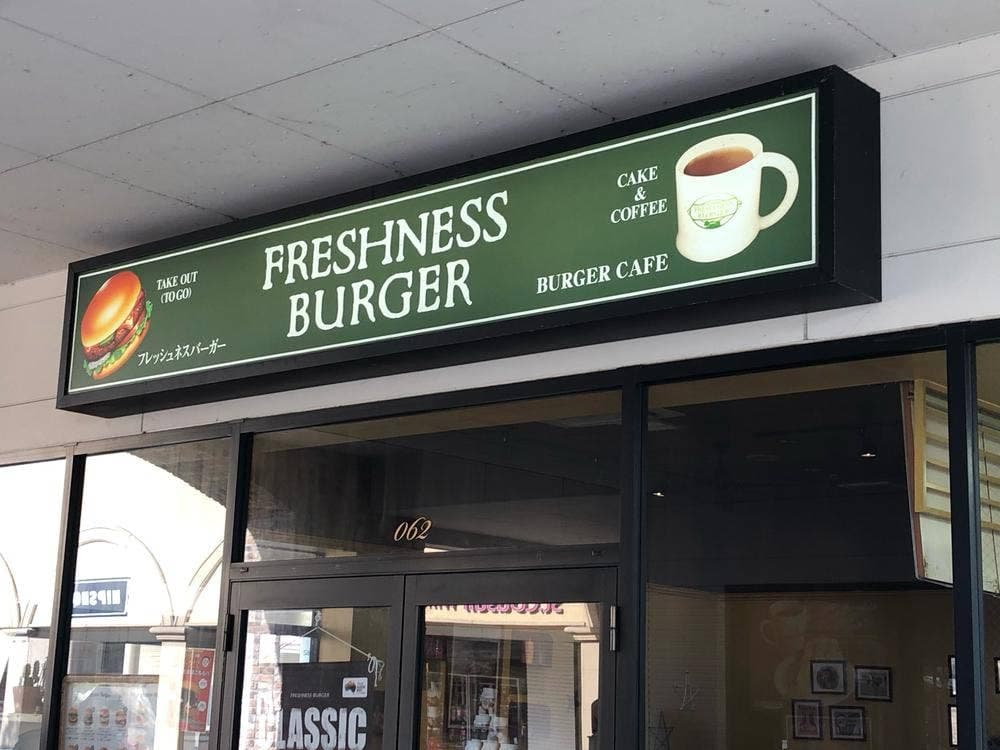 TAKE OUT
(TO GO)
フレッシュネスバーガー
FRESHNESS
BURGER
CAKE
&
COFFEE
BURGER CAFE
062
FRESHNESS BURGER